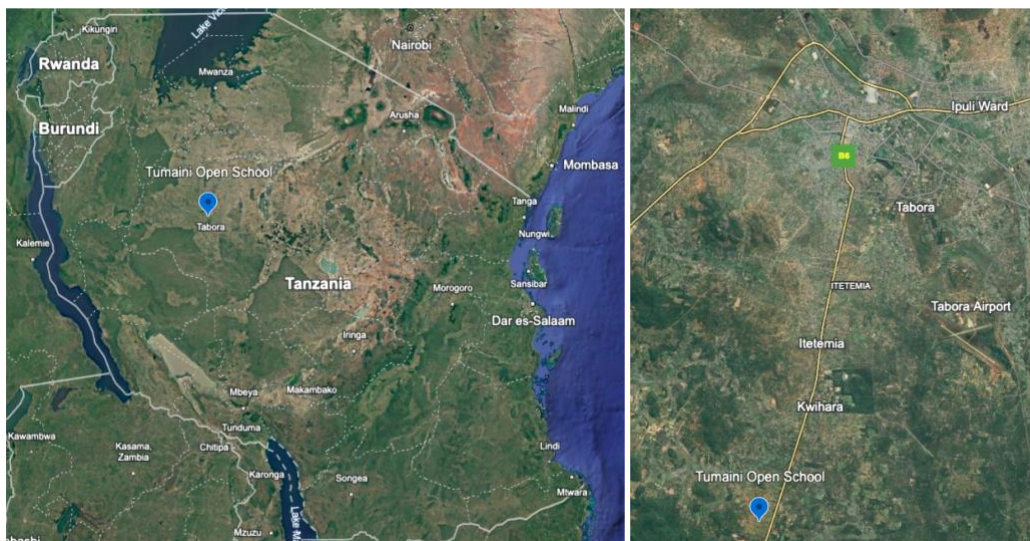 Kikungiri
Lake Vic
Nairobi
Rwanda
Mwanza
Arusha
Malindi
Burundi
Mombasa
Tumaini Open School
Tabora
Tanga
Nungwi
Kalemie
Tanzania
Sansibar
Morogoro
Dar es-Salaam
Iringa
Mbeya
Makambako
Tunduma
Kawambwa
Kasama,
Zambia
Chitipa
Lindi
Karonga
Songea
Mtwara
Lake M
Mzuzu
Ipuli Ward
B6
Tabora
ITETEMIA
Tabora Airport
Itetemia
Kwihara
Tumaini Open School